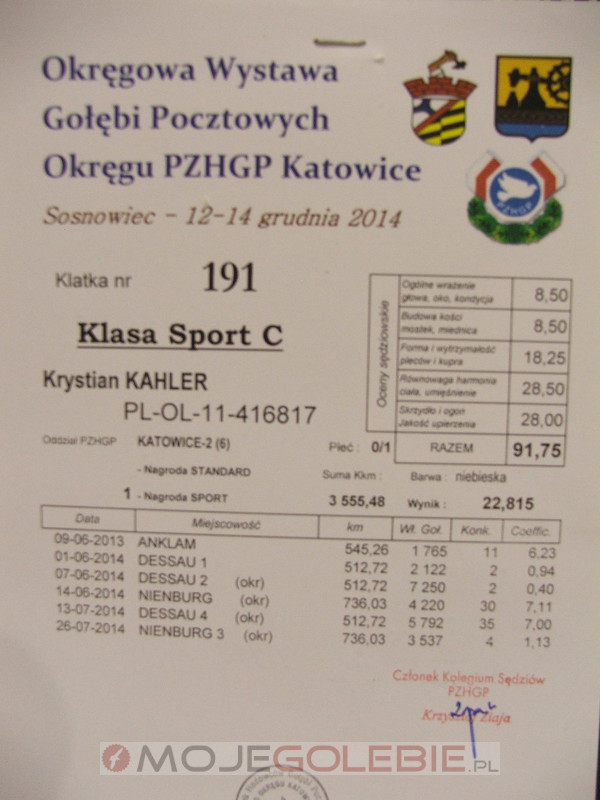 Okręgowa Wystawa
Gołębi Pocztowych
Okręgu PZHGP Katowice
PZHGP
Sosnowiec - 12-14 grudnia 2014
Klatka nr 191
Klasa Sport C
Krystian KAHLER
PL-OL-11-416817
Oceny sędziowskie
Ogólne wrażenie głowa, oko, kondycja 8,50
Budowa kości mostek, miednica 8,50
Forma i wytrzymałość pleców i kupra 18,25
Równowaga harmonia ciała, umięśnienie 28,50
Skrzydło i ogon Jakość upierzenia 28,00
RAZEM 91,75
Oddział PZHGP KATOWICE-2 (6) Płeć : 0/1
- Nagroda STANDARD Suma Kkm : Barwa : niebieska
1 - Nagroda SPORT 3 555,48 Wynik : 22,815
Data Miejscowość km Wł. Goł. Konk. Coeffic.
09-06-2013 ANKLAM 545,26 1 765 11 6,23
01-06-2014 DESSAU 1 512,72 2 122 2 0,94
07-06-2014 DESSAU 2 (okr) 512,72 7 250 2 0,40
14-06-2014 NIENBURG (okr) 736,03 4 220 30 7,11
13-07-2014 DESSAU 4 (okr) 512,72 5 792 35 7,00
26-07-2014 NIENBURG 3 (okr) 736,03 3 537 4 1,13
Członek Kolegium Sędziów
PZHGP
Krzysztof Ziaja
MOJEGOLEBIE.PL